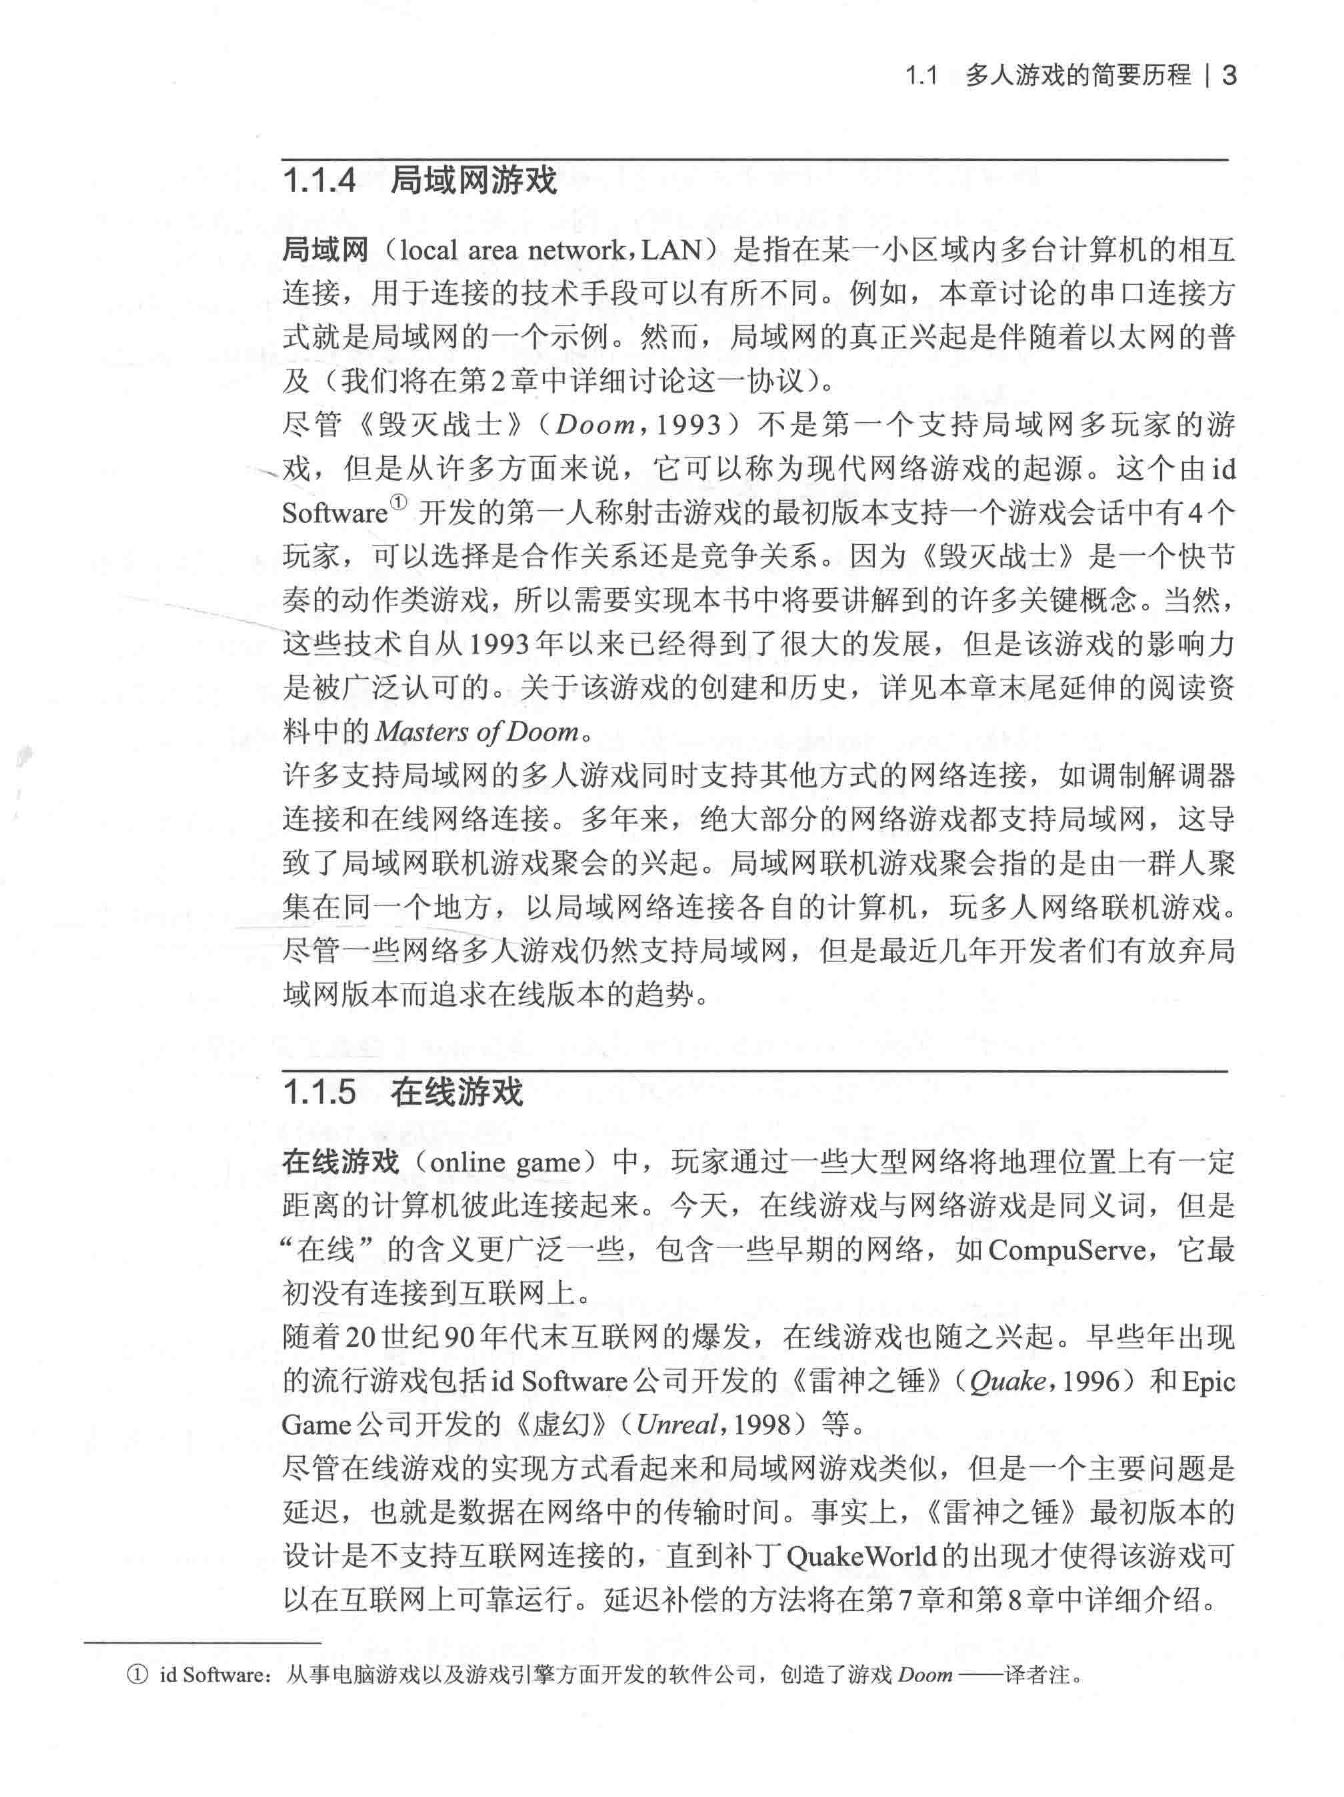 1.1 多人游戏的简要历程 | 3
1.1.4 局域网游戏
局域网（local area network，LAN）是指在某一小区域内多台计算机的相互
连接，用于连接的技术手段可以有所不同。例如，本章讨论的串口连接方
式就是局域网的一个示例。然而，局域网的真正兴起是伴随着以太网的普
及（我们将在第2章中详细讨论这一协议）。
尽管《毁灭战士》（Doom，1993）不是第一个支持局域网多玩家的游
戏，但是从许多方面来说，它可以称为现代网络游戏的起源。这个由id
Software① 开发的第一人称射击游戏的最初版本支持一个游戏会话中有4个
玩家，可以选择是合作关系还是竞争关系。因为《毁灭战士》是一个快节
奏的动作类游戏，所以需要实现本书中将要讲解到的许多关键概念。当然，
这些技术自从1993年以来已经得到了很大的发展，但是该游戏的影响力
是被广泛认可的。关于该游戏的创建和历史，详见本章末尾延伸的阅读资
料中的Masters of Doom。
许多支持局域网的多人游戏同时支持其他方式的网络连接，如调制解调器
连接和在线网络连接。多年来，绝大部分的网络游戏都支持局域网，这导
致了局域网联机游戏聚会的兴起。局域网联机游戏聚会指的是由一群人聚
集在同一个地方，以局域网络连接各自的计算机，玩多人网络联机游戏。
尽管一些网络多人游戏仍然支持局域网，但是最近几年开发者们有放弃局
域网版本而追求在线版本的趋势。
1.1.5 在线游戏
在线游戏（online game）中，玩家通过一些大型网络将地理位置上有一定
距离的计算机彼此连接起来。今天，在线游戏与网络游戏是同义词，但是
“在线”的含义更广泛一些，包含一些早期的网络，如CompuServe，它最
初没有连接到互联网上。
随着20世纪90年代末互联网的爆发，在线游戏也随之兴起。早些年出现
的流行游戏包括id Software公司开发的《雷神之锤》（Quake，1996）和Epic
Game公司开发的《虚幻》（Unreal，1998）等。
尽管在线游戏的实现方式看起来和局域网游戏类似，但是一个主要问题是
延迟，也就是数据在网络中的传输时间。事实上，《雷神之锤》最初版本的
设计是不支持互联网连接的，直到补丁QuakeWorld的出现才使得该游戏可
以在互联网上可靠运行。延迟补偿的方法将在第7章和第8章中详细介绍。
① id Software：从事电脑游戏以及游戏引擎方面开发的软件公司，创造了游戏Doom——译者注。